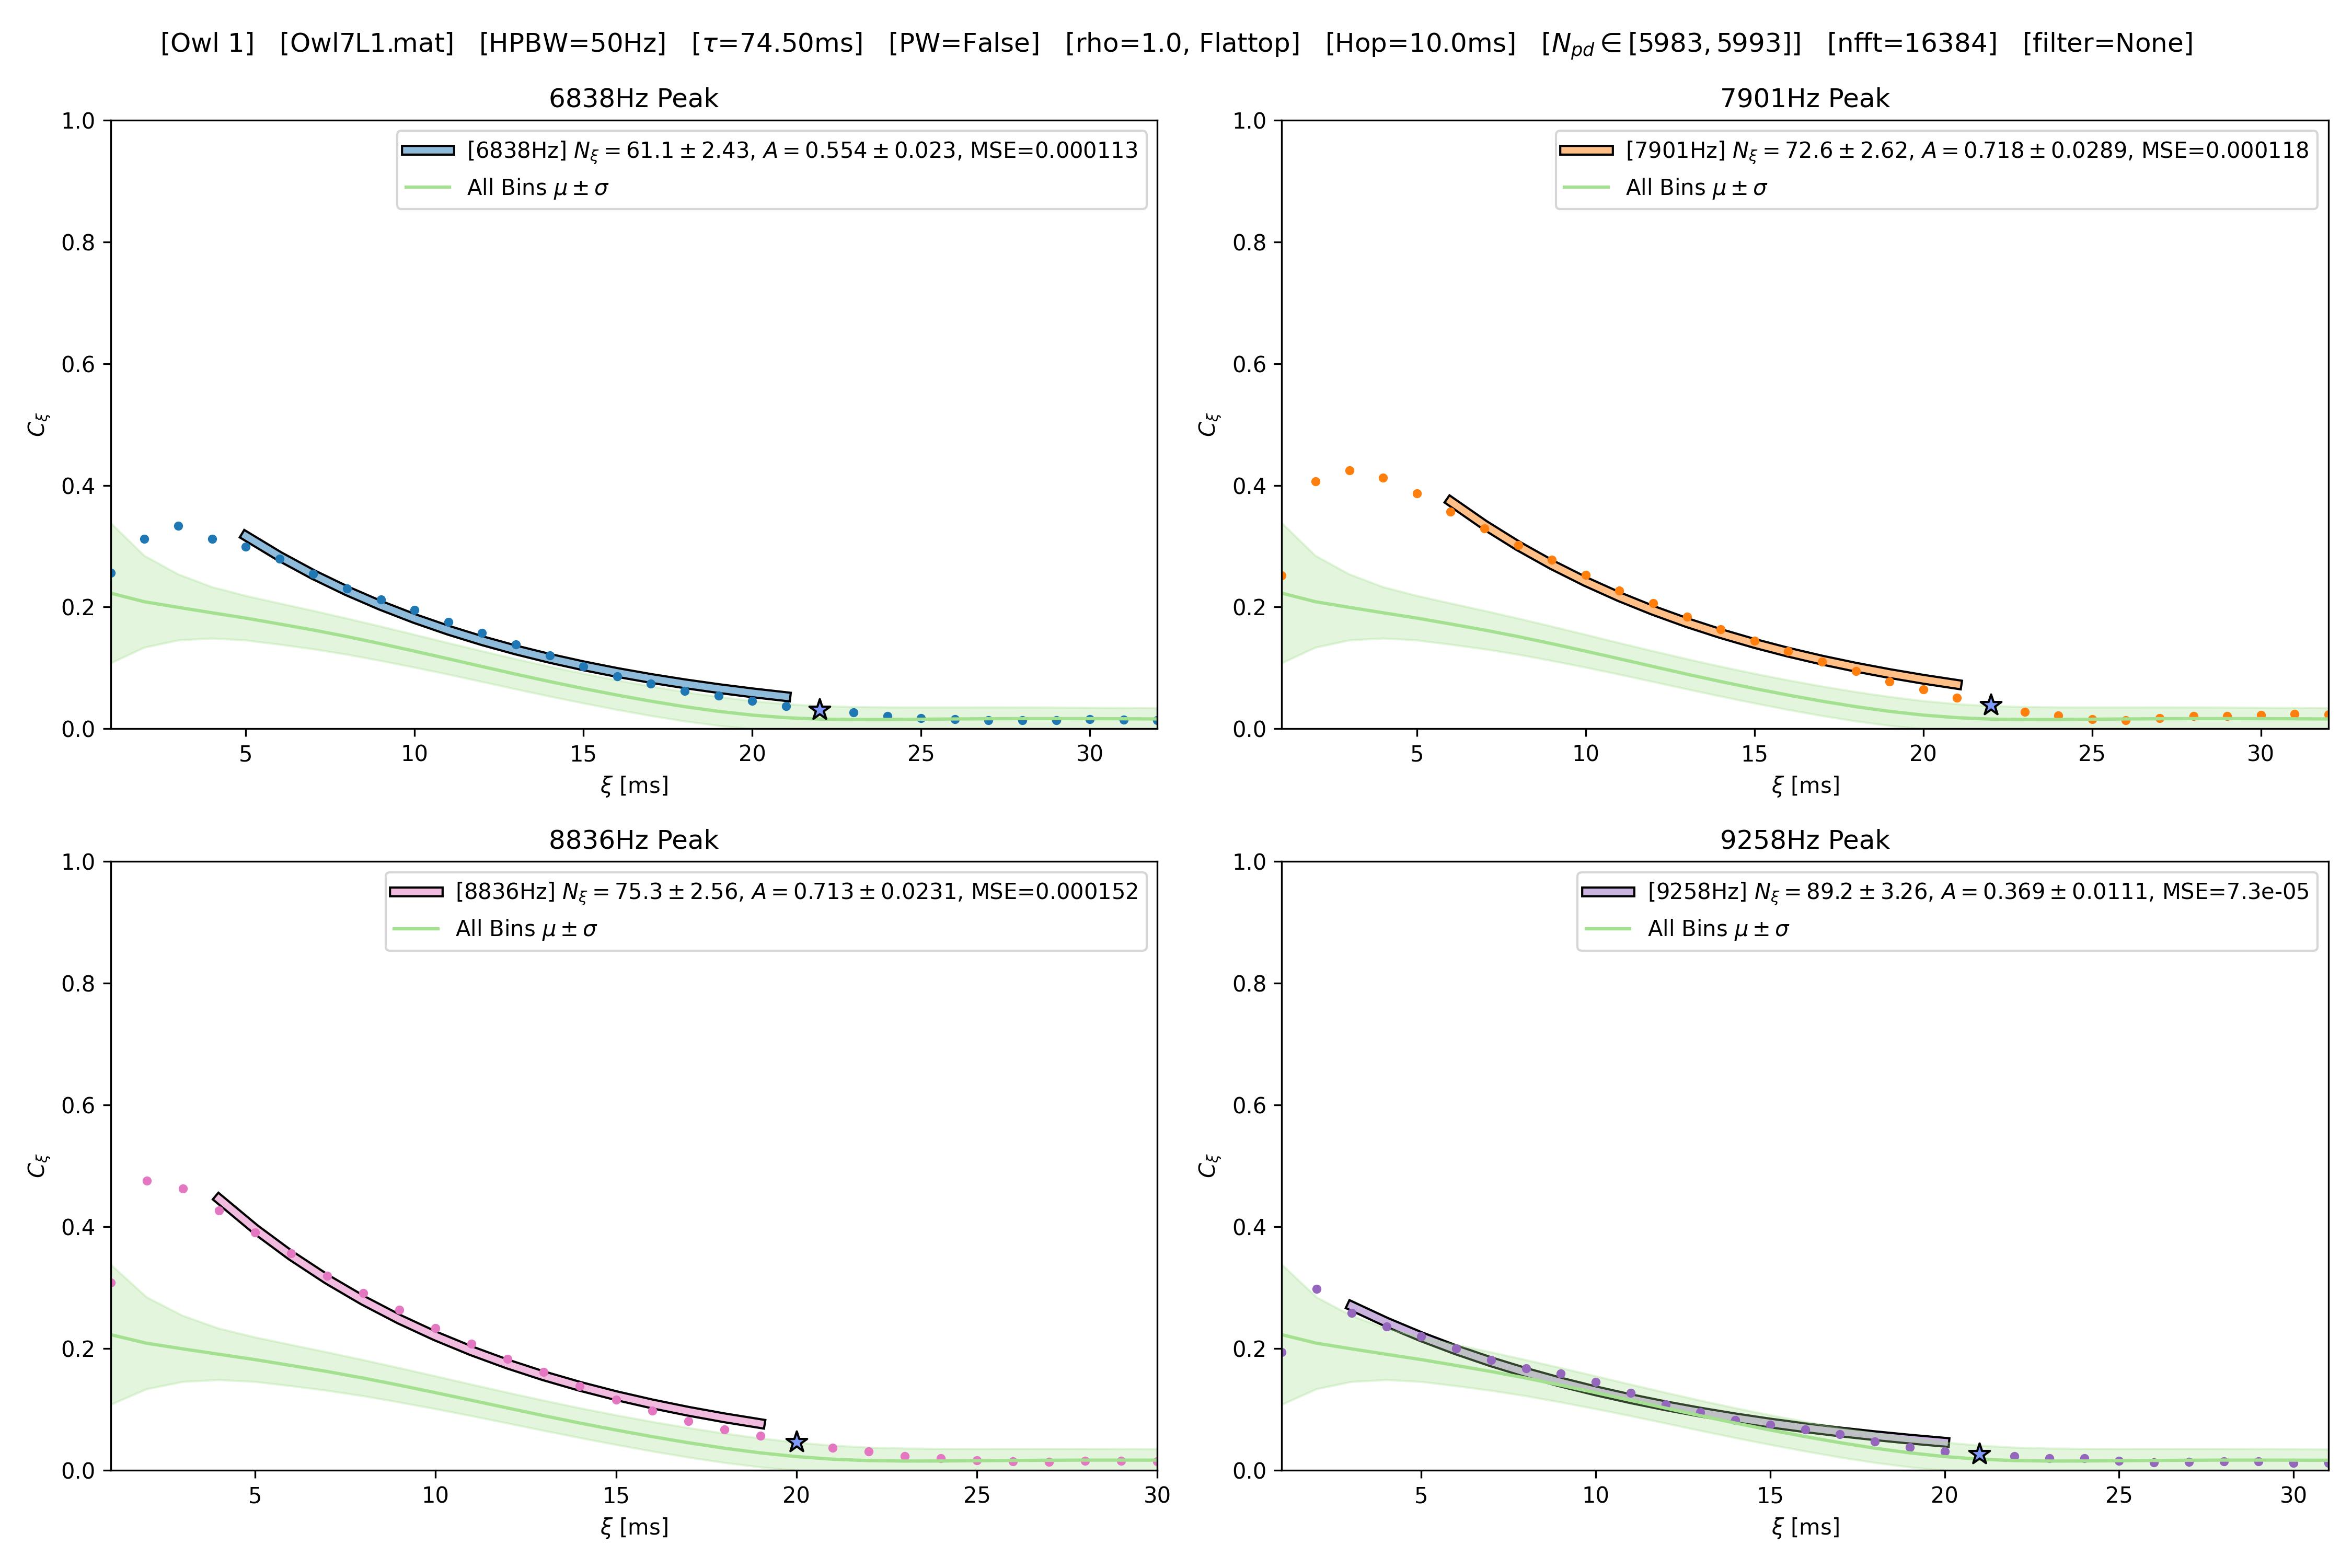 [Owl 1] [Owl7L1.mat] [HPBW=50Hz] [τ=74.50ms] [PW=False] [rho=1.0, Flattop] [Hop=10.0ms] [N_pd ∈ [5983, 5993]] [nfft=16384] [filter=None]
6838Hz Peak
1.0
0.8
0.6
0.4
0.2
0.0
C_ξ
[6838Hz] N_ξ = 61.1 ± 2.43, A = 0.554 ± 0.023, MSE=0.000113
All Bins μ ± σ
5 10 15 20 25 30
ξ [ms]
7901Hz Peak
1.0
0.8
0.6
0.4
0.2
0.0
C_ξ
[7901Hz] N_ξ = 72.6 ± 2.62, A = 0.718 ± 0.0289, MSE=0.000118
All Bins μ ± σ
5 10 15 20 25 30
ξ [ms]
8836Hz Peak
1.0
0.8
0.6
0.4
0.2
0.0
C_ξ
[8836Hz] N_ξ = 75.3 ± 2.56, A = 0.713 ± 0.0231, MSE=0.000152
All Bins μ ± σ
5 10 15 20 25 30
ξ [ms]
9258Hz Peak
1.0
0.8
0.6
0.4
0.2
0.0
C_ξ
[9258Hz] N_ξ = 89.2 ± 3.26, A = 0.369 ± 0.0111, MSE=7.3e-05
All Bins μ ± σ
5 10 15 20 25 30
ξ [ms]